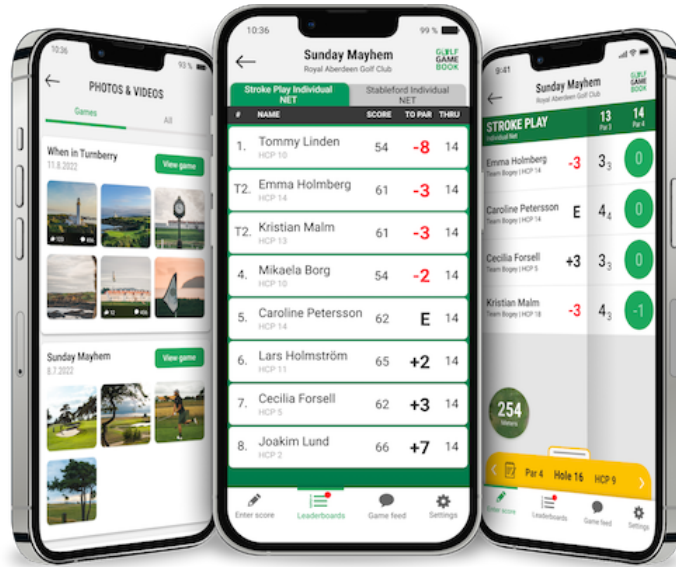 10:36
93 %
PHOTOS & VIDEOS
Games
All
When in Turnberry
11.8.2022
View game
Sunday Mayhem
8.7.2022
View game
10:36
99 %
Sunday Mayhem
Royal Aberdeen Golf Club
GOLF
GAME
BOOK
Stroke Play Individual
NET
Stableford Individual
NET
# NAME SCORE TO PAR THRU
1. Tommy Linden 54 -8 14
HCP 10
T2. Emma Holmberg 61 -3 14
HCP 14
T2. Kristian Malm 61 -3 14
HCP 13
4. Mikaela Borg 54 -2 14
HCP 10
5. Caroline Petersson 62 E 14
HCP 14
6. Lars Holmström 65 +2 14
HCP 11
7. Cecilia Forsell 62 +3 14
HCP 5
8. Joakim Lund 66 +7 14
HCP 2
Enter score
Leaderboards
Game feed
Settings
9:41
Sunday Mayhem
Royal Aberdeen Golf Club
GOLF
GAME
BOOK
STROKE PLAY 13 14
Individual Net Par 3 Par 4
Emma Holmberg -3 3 3 0
Team Bogey | HCP 14
Caroline Petersson E 4 4 0
Team Bogey | HCP 14
Cecilia Forsell +3 3 3 0
Team Bogey | HCP 5
Kristian Malm -3 4 3 -1
Team Bogey | HCP 18
254
Meters
Par 4 Hole 16 HCP 9
Enter score
Leaderboards
Game feed
Settings